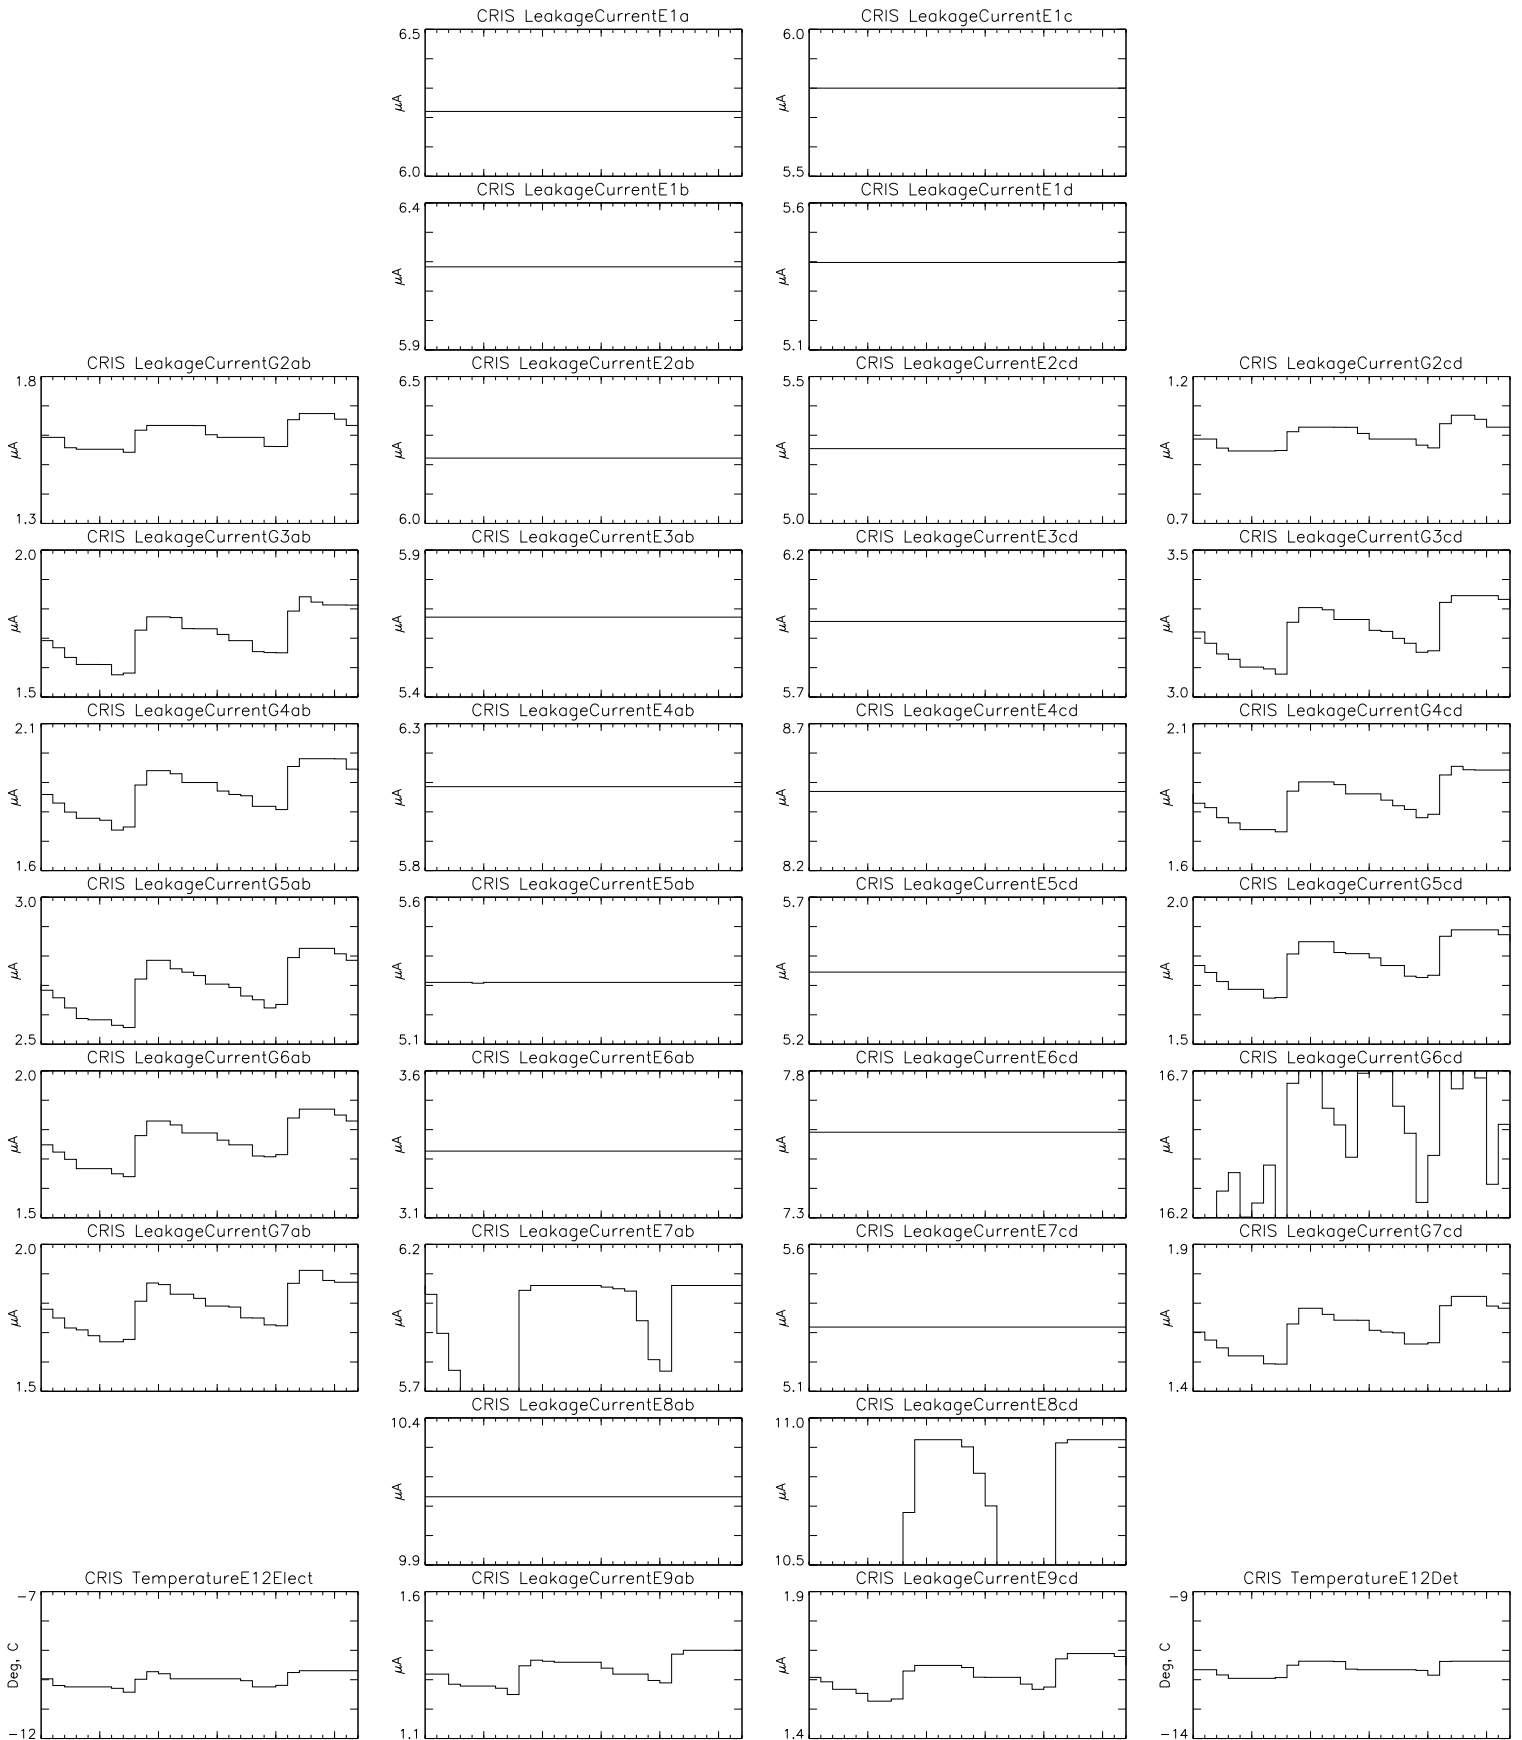 CRIS LeakageCurrentE1a
6.5
μA
6.0
CRIS LeakageCurrentE1c
6.0
μA
5.5
CRIS LeakageCurrentE1b
6.4
μA
5.9
CRIS LeakageCurrentE1d
5.6
μA
5.1
CRIS LeakageCurrentG2ab
1.8
μA
1.3
CRIS LeakageCurrentE2ab
6.5
μA
6.0
CRIS LeakageCurrentE2cd
5.5
μA
5.0
CRIS LeakageCurrentG2cd
1.2
μA
0.7
CRIS LeakageCurrentG3ab
2.0
μA
1.5
CRIS LeakageCurrentE3ab
5.9
μA
5.4
CRIS LeakageCurrentE3cd
6.2
μA
5.7
CRIS LeakageCurrentG3cd
3.5
μA
3.0
CRIS LeakageCurrentG4ab
2.1
μA
1.6
CRIS LeakageCurrentE4ab
6.3
μA
5.8
CRIS LeakageCurrentE4cd
8.7
μA
8.2
CRIS LeakageCurrentG4cd
2.1
μA
1.6
CRIS LeakageCurrentG5ab
3.0
μA
2.5
CRIS LeakageCurrentE5ab
5.6
μA
5.1
CRIS LeakageCurrentE5cd
5.7
μA
5.2
CRIS LeakageCurrentG5cd
2.0
μA
1.5
CRIS LeakageCurrentG6ab
2.0
μA
1.5
CRIS LeakageCurrentE6ab
3.6
μA
3.1
CRIS LeakageCurrentE6cd
7.8
μA
7.3
CRIS LeakageCurrentG6cd
16.7
μA
16.2
CRIS LeakageCurrentG7ab
2.0
μA
1.5
CRIS LeakageCurrentE7ab
6.2
μA
5.7
CRIS LeakageCurrentE7cd
5.6
μA
5.1
CRIS LeakageCurrentG7cd
1.9
μA
1.4
CRIS LeakageCurrentE8ab
10.4
μA
9.9
CRIS LeakageCurrentE8cd
11.0
μA
10.5
CRIS TemperatureE12Elect
-7
Deg, C
-12
CRIS LeakageCurrentE9ab
1.6
μA
1.1
CRIS LeakageCurrentE9cd
1.9
μA
1.4
CRIS TemperatureE12Det
-9
Deg, C
-14